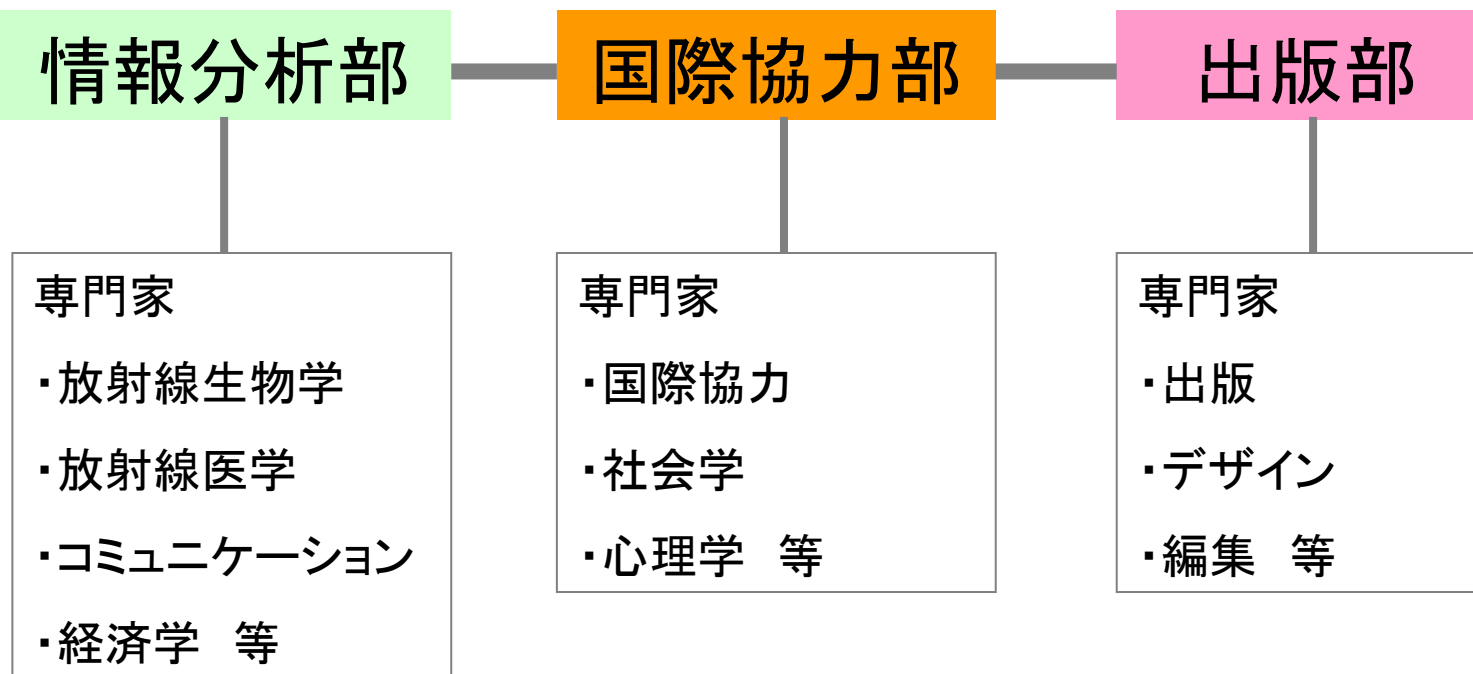 情報分析部
国際協力部
出版部
専門家
・放射線生物学
・放射線医学
・コミュニケーション
・経済学　等
専門家
・国際協力
・社会学
・心理学　等
専門家
・出版
・デザイン
・編集　等